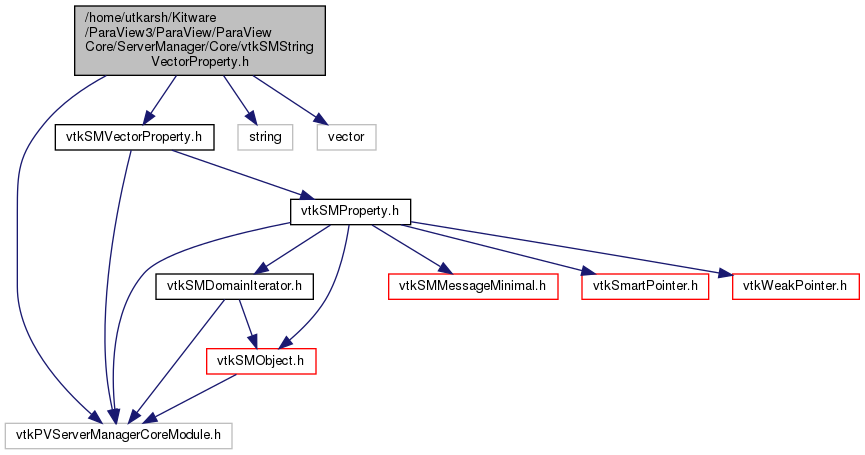 /home/utkarsh/Kitware
/ParaView3/ParaView/ParaView
Core/ServerManager/Core/vtkSMString
VectorProperty.h
vtkSMVectorProperty.h
string
vector
vtkSMProperty.h
vtkSMDomainIterator.h
vtkSMMessageMinimal.h
vtkSmartPointer.h
vtkWeakPointer.h
vtkSMObject.h
vtkPVServerManagerCoreModule.h